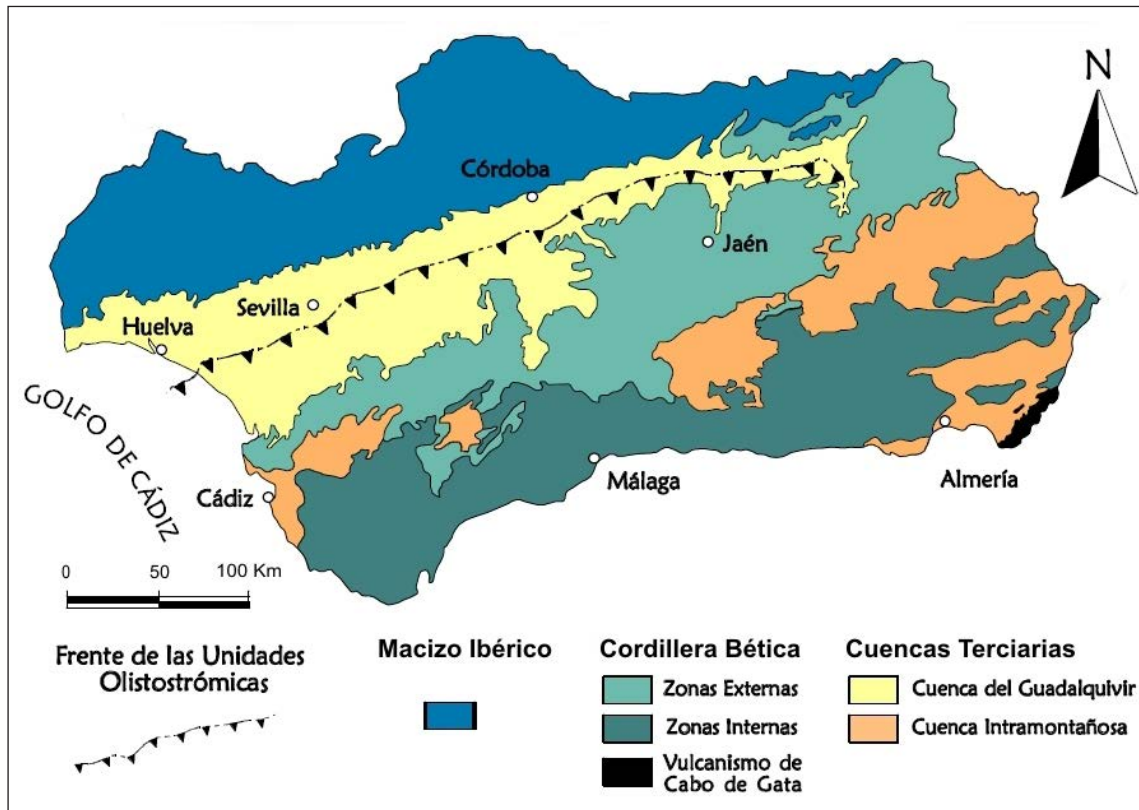 N
Córdoba
Jaén
Sevilla
Huelva
GOLFO DE CÁDIZ
Cádiz
Málaga
Almería
0 50 100 Km
Frente de las Unidades
Olistostrómicas
Macizo Ibérico
Cordillera Bética
Zonas Externas
Zonas Internas
Vulcanismo de
Cabo de Gata
Cuencas Terciarias
Cuenca del Guadalquivir
Cuenca Intramontañosa